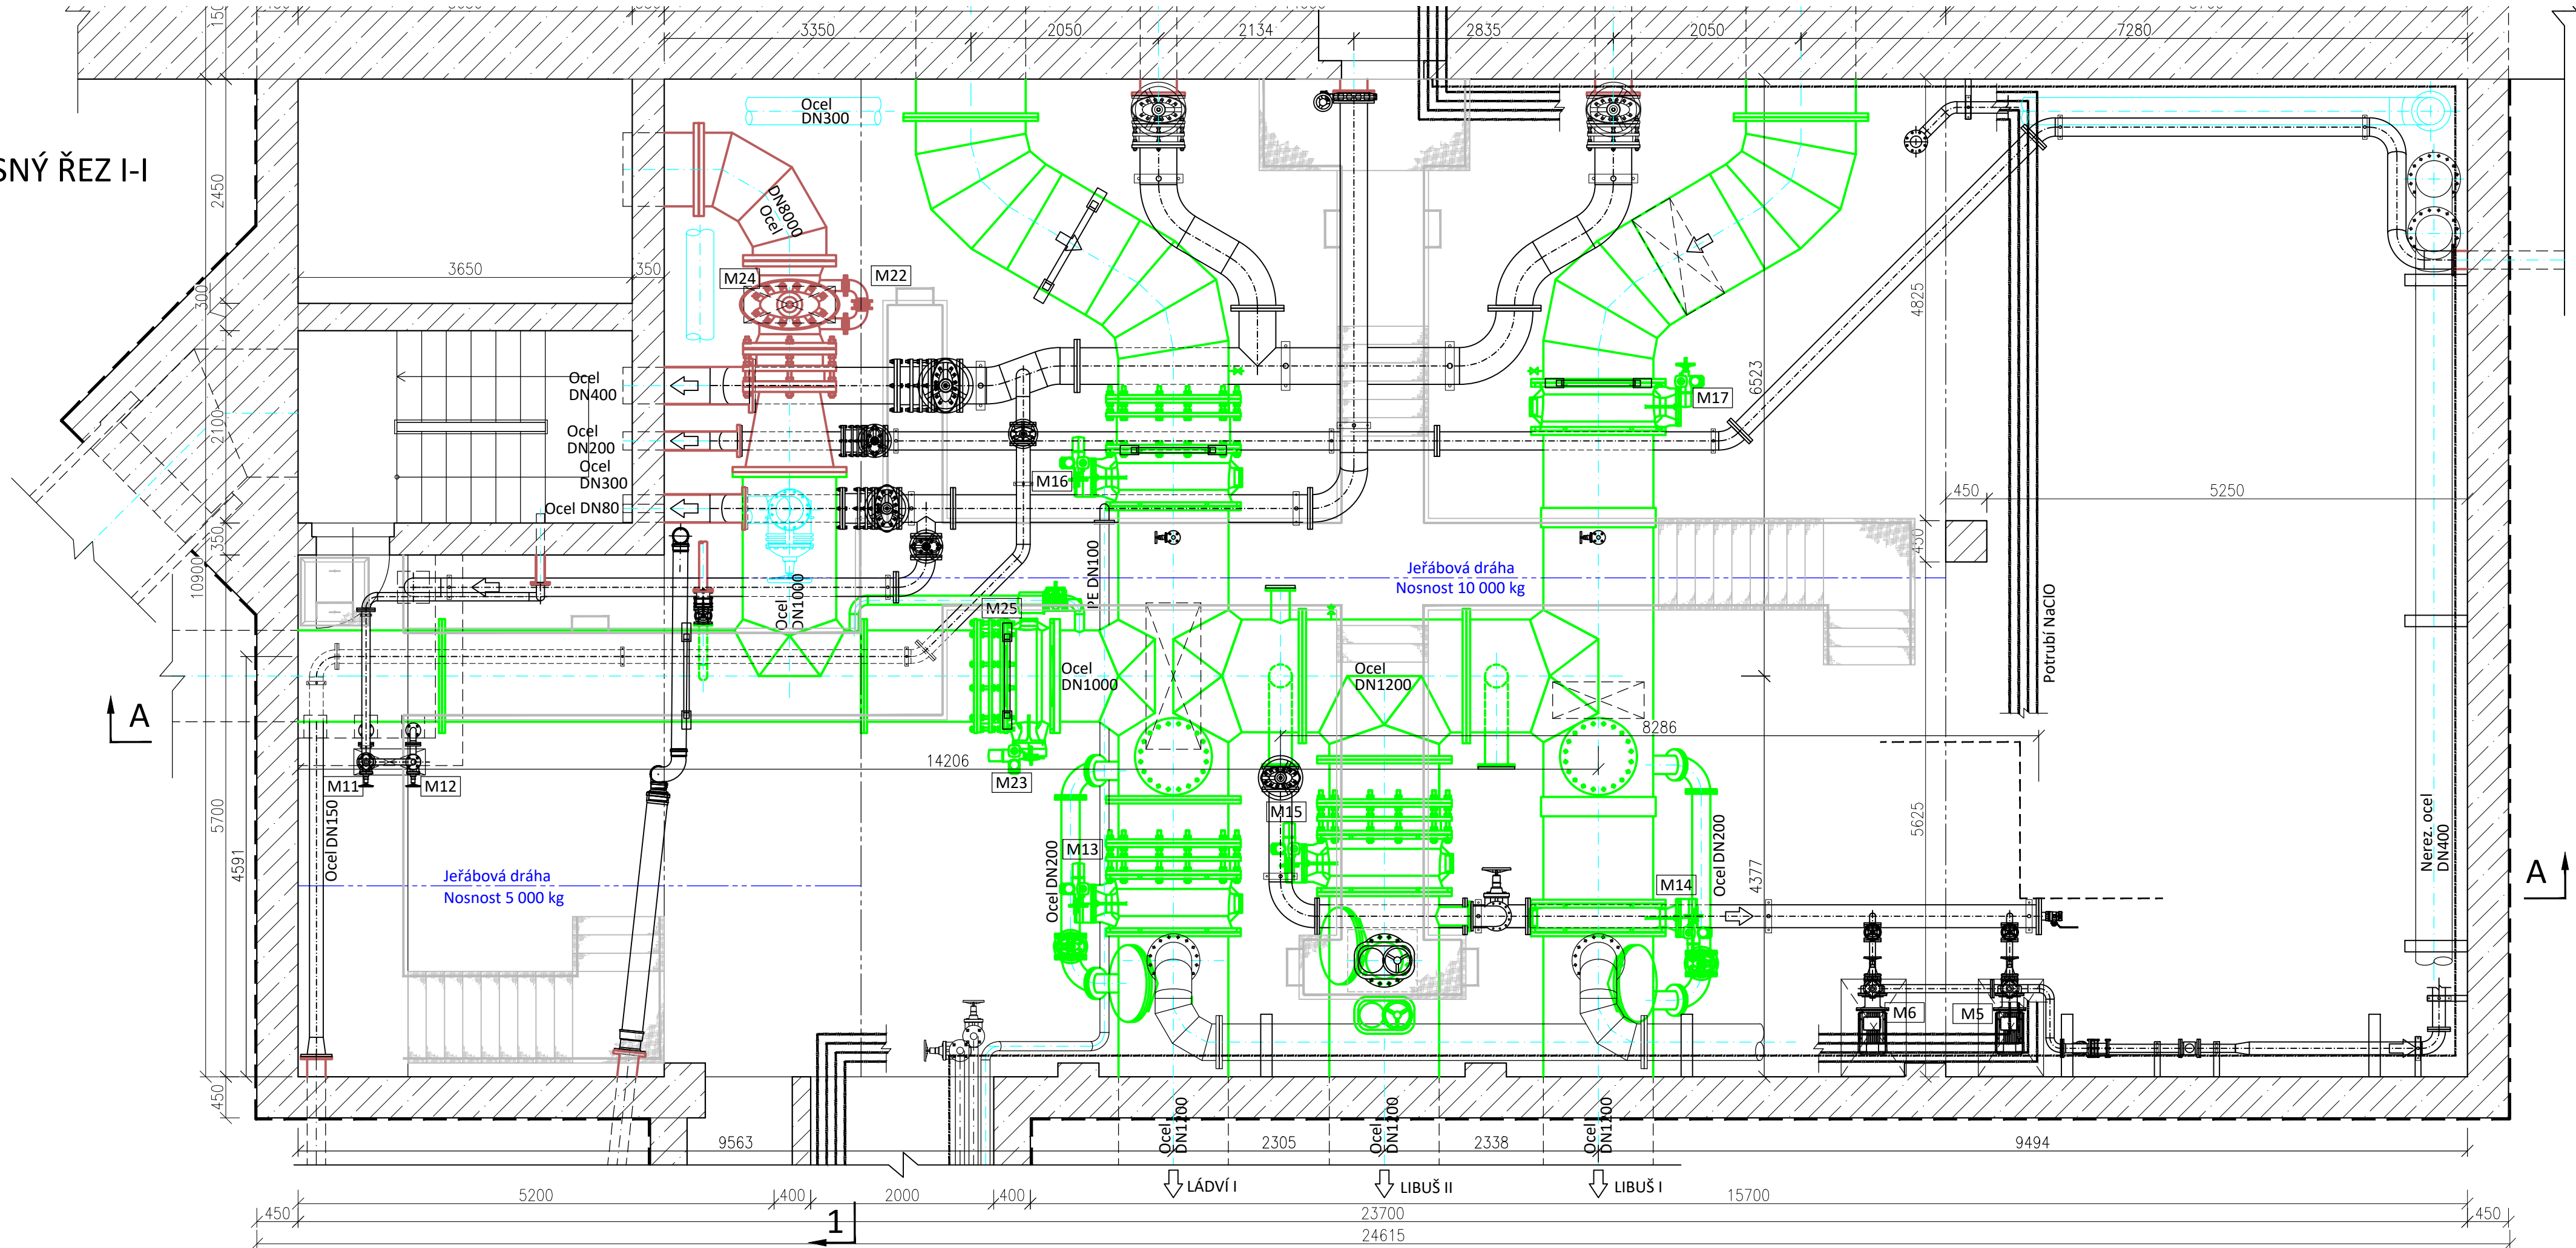 3350
2050
2134
2835
2050
7280
SNÝ ŘEZ I-I
2450
3650
350
300
2100
350
10900
5700
4591
450
Ocel
DN300
DN8000
Ocel
M24
M22
Ocel
DN400
Ocel
DN200
Ocel
DN300
Ocel DN80
M16
M17
6523
4825
450
5250
450
PE DN100
Ocel
DN1000
M25
Ocel
DN1000
Ocel
DN1200
Jeřábová dráha
Nosnost 10 000 kg
Potrubí NaClO
8286
14206
A
M11
M12
M23
M15
M13
M14
Ocel DN150
Ocel DN200
Ocel DN200
5625
4377
Nerez. ocel
DN400
A
Jeřábová dráha
Nosnost 5 000 kg
M6
M5
9563
Ocel
DN1200
2305
Ocel
DN1200
2338
Ocel
DN1200
9494
LÁDVÍ I
LIBUŠ II
LIBUŠ I
5200
400
2000
400
15700
450
1
23700
450
24615